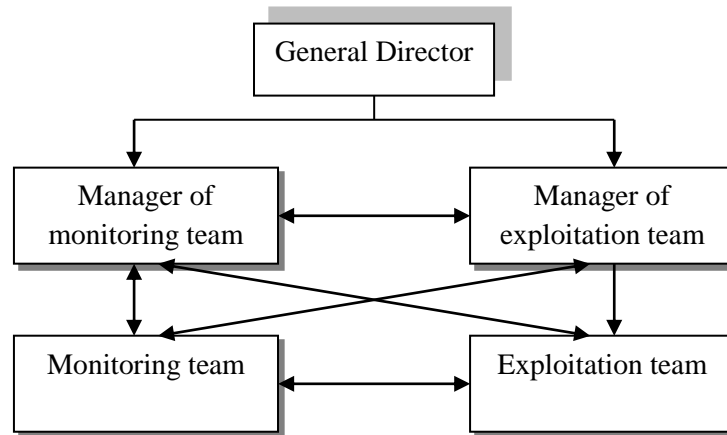 General Director
Manager of
monitoring team
Manager of
exploitation team
Monitoring team
Exploitation team